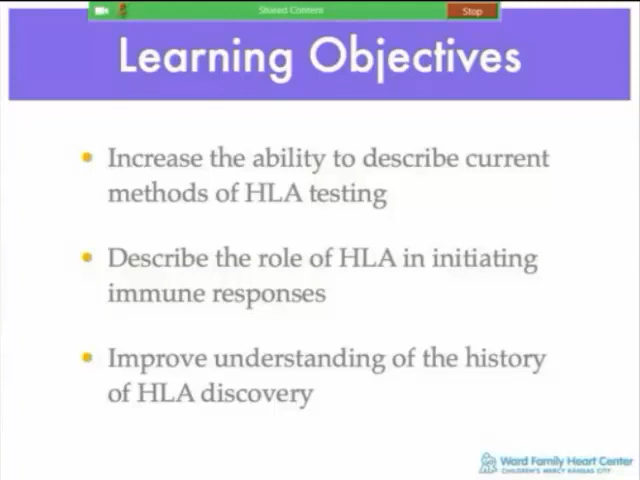 Shared Content
Stop
Learning Objectives
Increase the ability to describe current
methods of HLA testing
Describe the role of HLA in initiating
immune responses
Improve understanding of the history
of HLA discovery
Ward Family Heart Center
CHILDREN'S MERCY KANSAS CITY